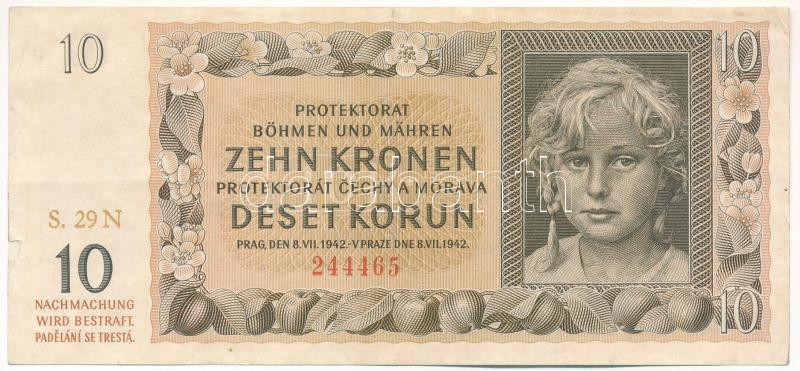 10
PROTEKTORAT
BÖHMEN UND MÄHREN
ZEHN KRONEN
PROTEKTORÁT ČECHY A MORAVA
DESET KORUN
PRAG, DEN 8. VII. 1942. - V PRAZE DNE 8. VII. 1942.
244465
S. 29 N
10
NACHMACHUNG
WIRD BESTRAFT.
PADĚLÁNÍ SE TRESTÁ.
10
10
darabanth